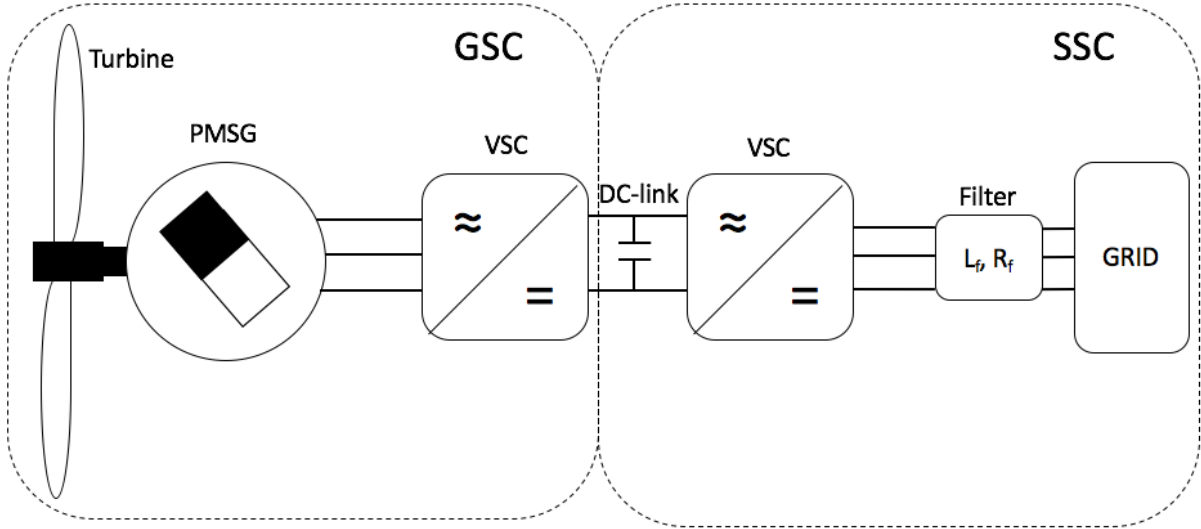 GSC
SSC
Turbine
PMSG
VSC
VSC
DC-link
Filter
≈
=
≈
=
Lf, Rf
GRID